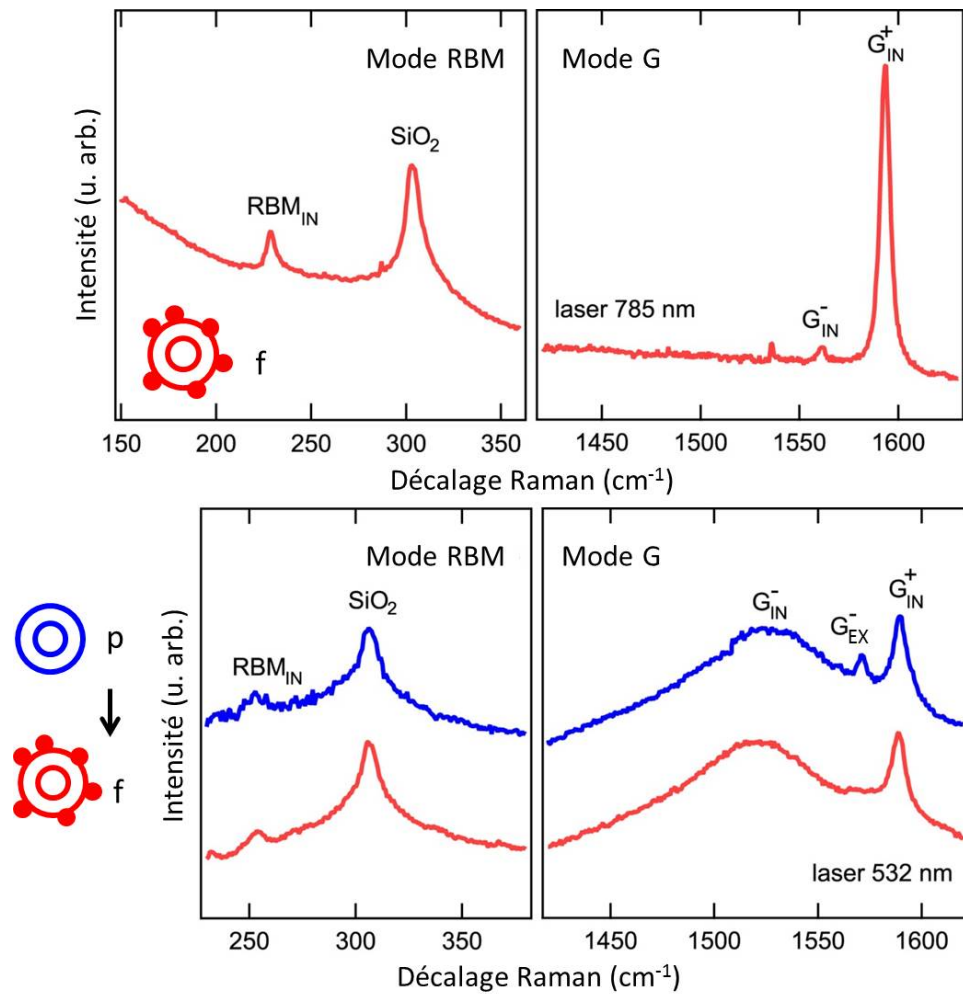 Mode RBM
Mode G
G⁺IN
SiO₂
RBM_IN
Intensité (u. arb.)
laser 785 nm
G⁻IN
f
150 200 250 300 350
1450 1500 1550 1600
Décalage Raman (cm⁻¹)
Mode RBM
Mode G
SiO₂
G⁻IN
G⁺IN
G⁻EX
p
RBM_IN
Intensité (u. arb.)
f
laser 532 nm
250 300 350
1450 1500 1550 1600
Décalage Raman (cm⁻¹)